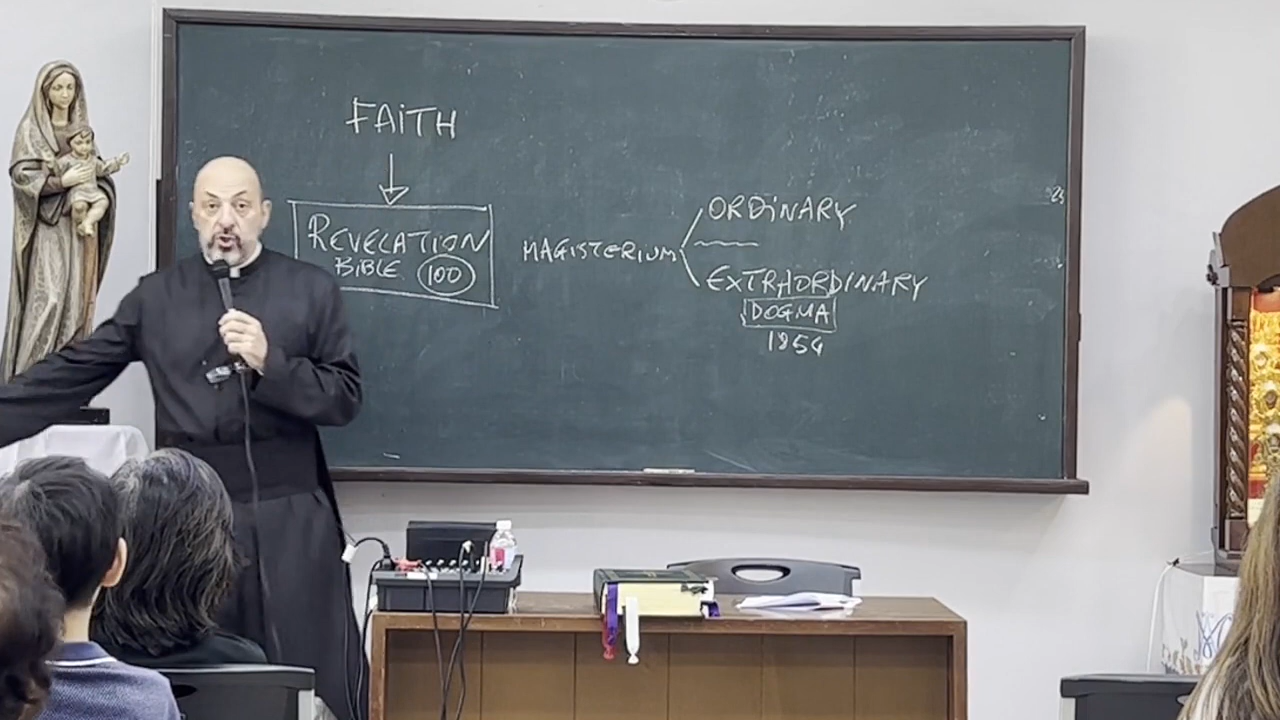 FAiTH
REVELATION
BiBLE 100
MAGISTERIUM
ORDiNARY
EXTRAORDINARY
DOGMA
1854